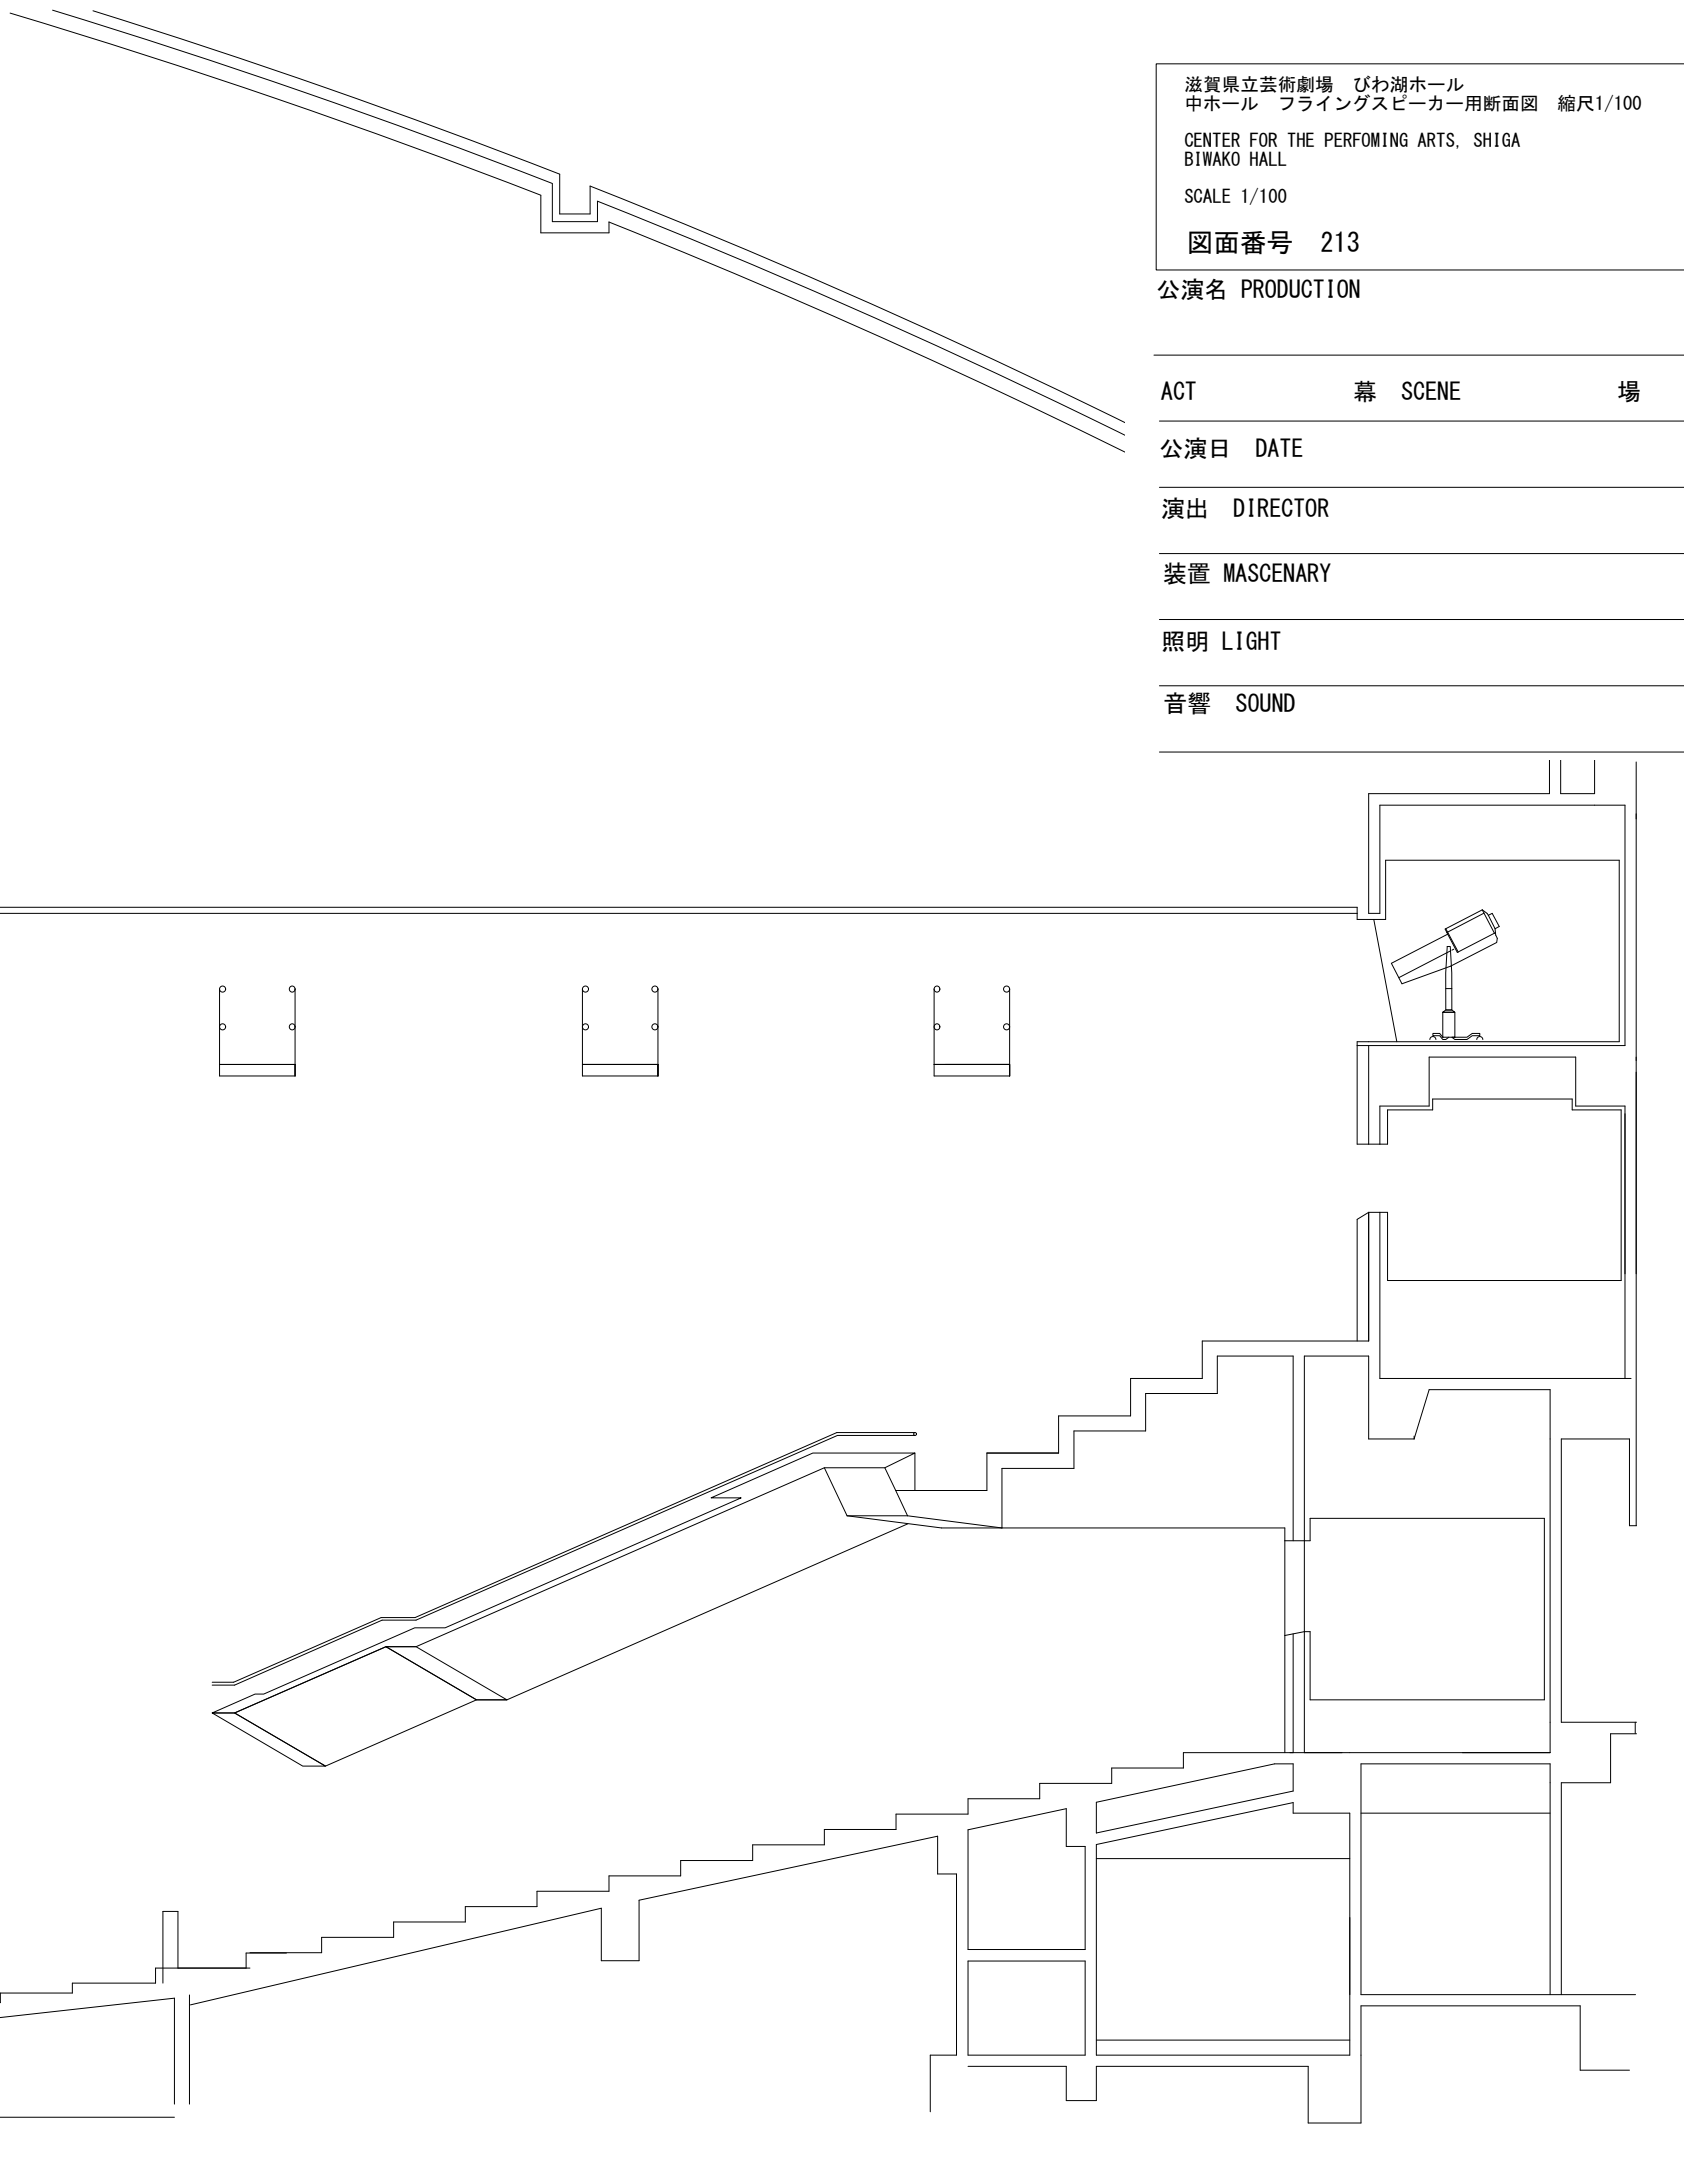 滋賀県立芸術劇場　びわ湖ホール
中ホール　フライングスピーカー用断面図　縮尺1/100
CENTER FOR THE PERFOMING ARTS, SHIGA
BIWAKO HALL
SCALE 1/100
図面番号　213
公演名 PRODUCTION
ACT　幕　SCENE　場
公演日　DATE
演出　DIRECTOR
装置 MASCENARY
照明 LIGHT
音響　SOUND